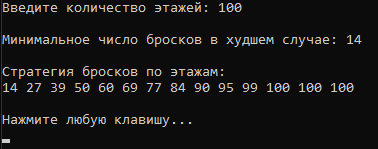 Введите количество этажей: 100
Минимальное число бросков в худшем случае: 14
Стратегия бросков по этажам:
14 27 39 50 60 69 77 84 90 95 99 100 100 100
Нажмите любую клавишу...